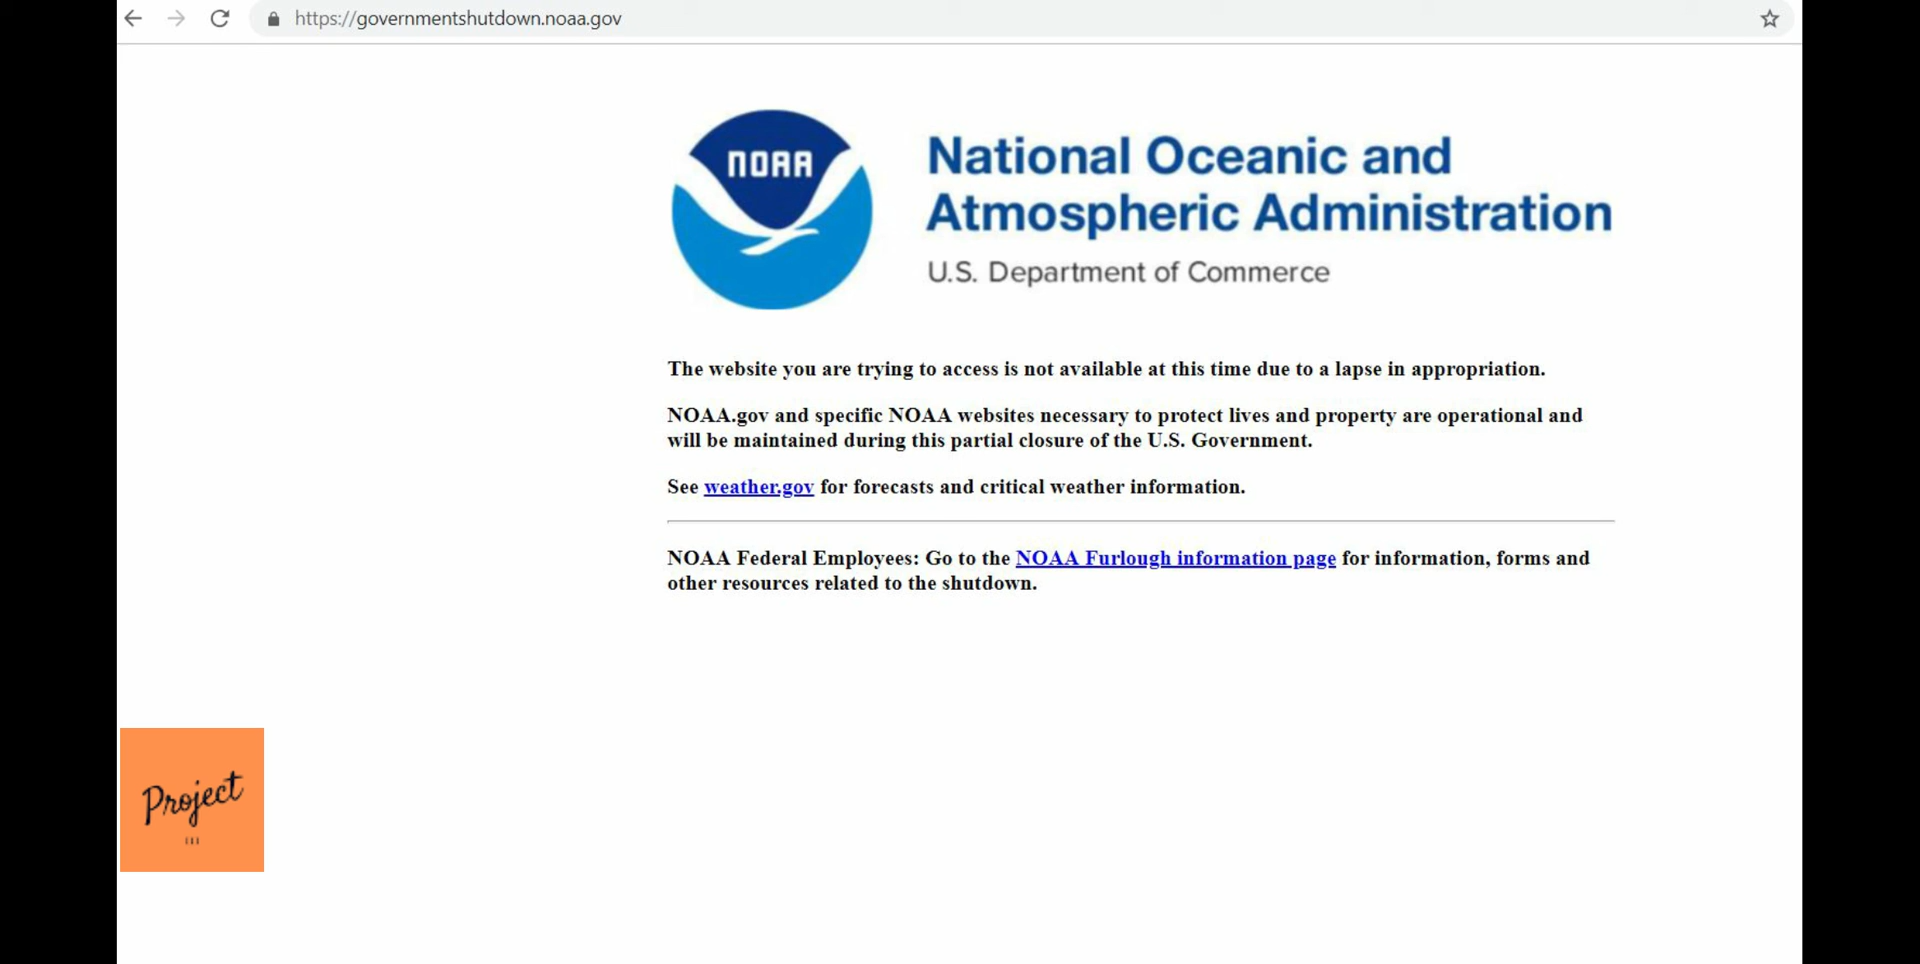 https://governmentshutdown.noaa.gov
NOAA
National Oceanic and
Atmospheric Administration
U.S. Department of Commerce
The website you are trying to access is not available at this time due to a lapse in appropriation.
NOAA.gov and specific NOAA websites necessary to protect lives and property are operational and
will be maintained during this partial closure of the U.S. Government.
See weather.gov for forecasts and critical weather information.
NOAA Federal Employees: Go to the NOAA Furlough information page for information, forms and
other resources related to the shutdown.
Project
III